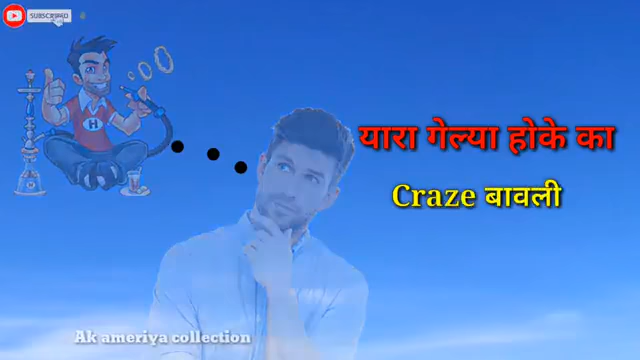 SUBSCRIBED
यारा गेल्या होके का
Craze बावली
H
Ak ameriya collection